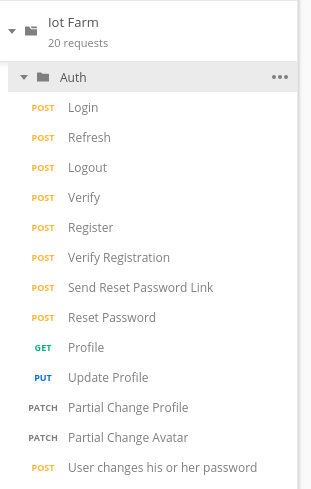 Iot Farm
20 requests
Auth
POST Login
POST Refresh
POST Logout
POST Verify
POST Register
POST Verify Registration
POST Send Reset Password Link
POST Reset Password
GET Profile
PUT Update Profile
PATCH Partial Change Profile
PATCH Partial Change Avatar
POST User changes his or her password